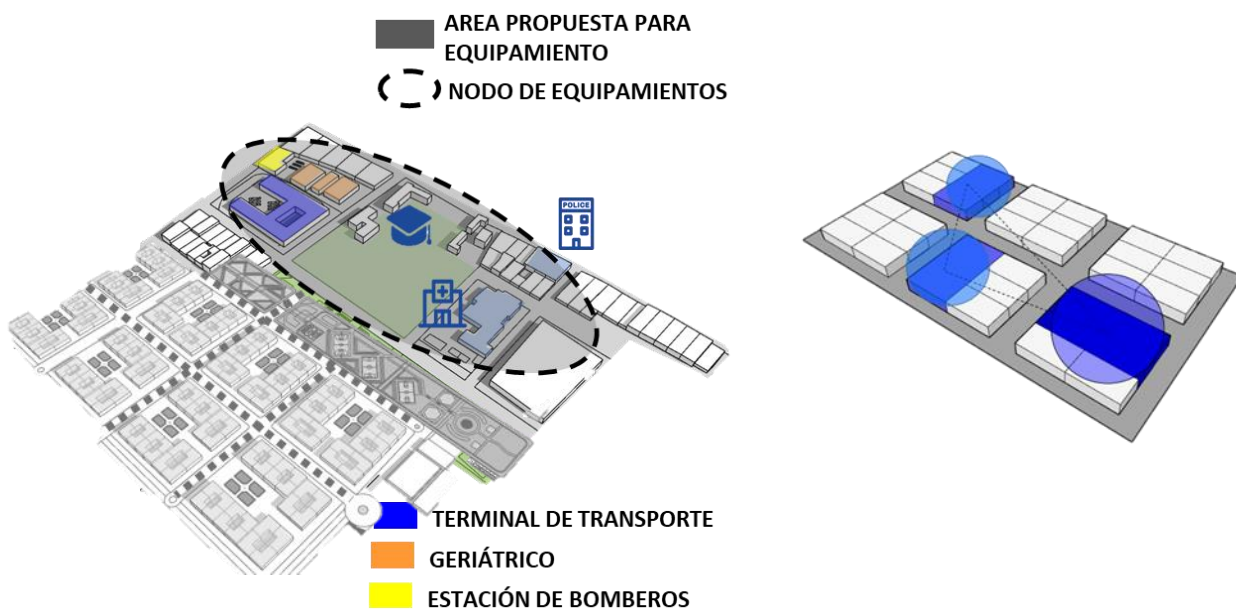 AREA PROPUESTA PARA
EQUIPAMIENTO
NODO DE EQUIPAMIENTOS
POLICE
TERMINAL DE TRANSPORTE
GERIÁTRICO
ESTACIÓN DE BOMBEROS